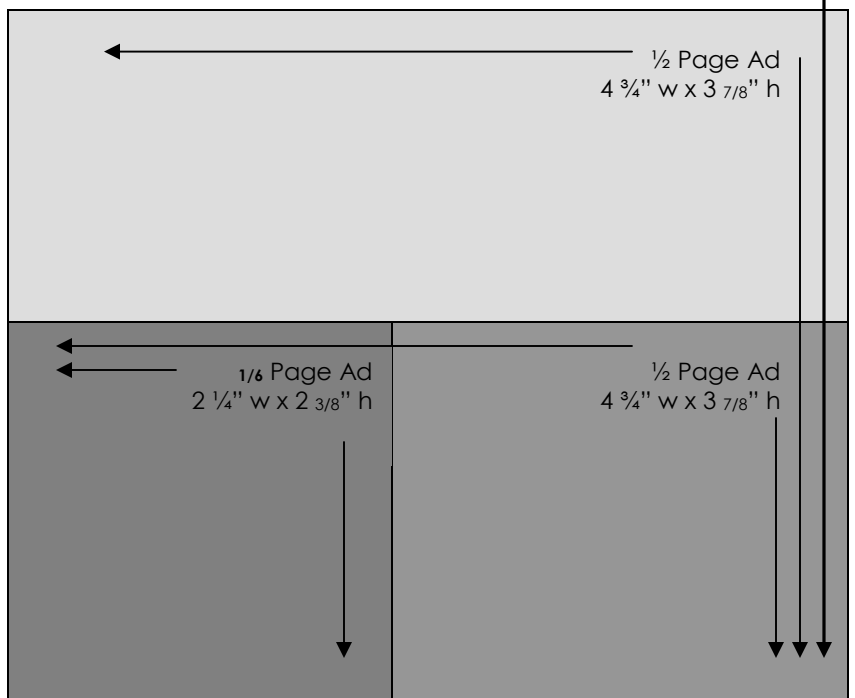 ½ Page Ad
4 ¾” w x 3 7/8” h
1/6 Page Ad
2 ¼” w x 2 3/8” h
½ Page Ad
4 ¾” w x 3 7/8” h